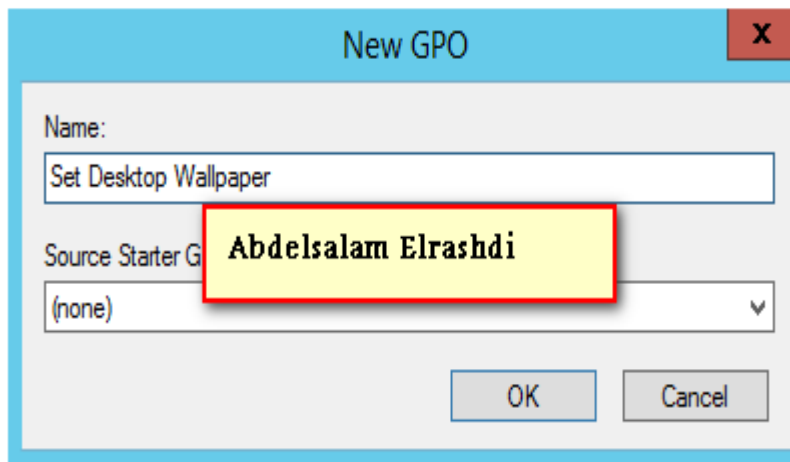 New GPO
x
Name:
Set Desktop Wallpaper
Abdelsalam Elrashdi
Source Starter G
(none)
OK Cancel